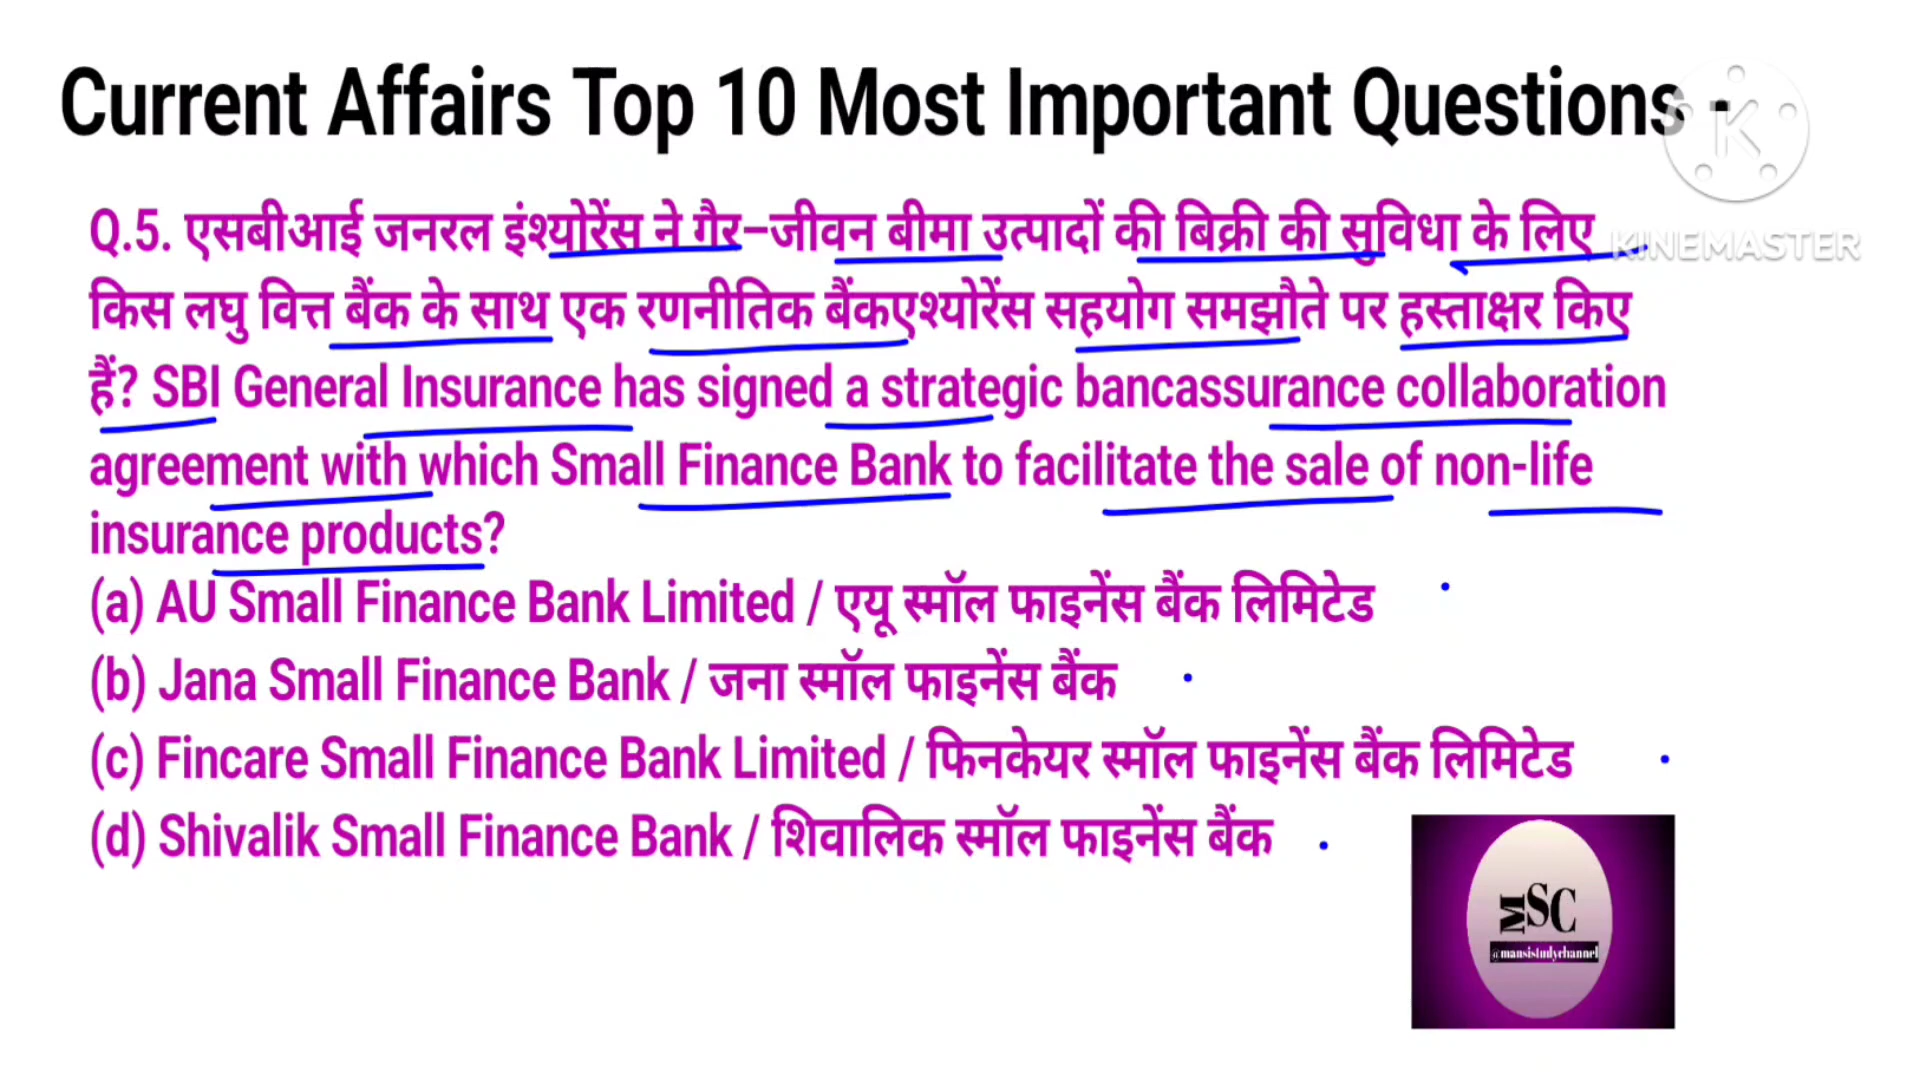 Current Affairs Top 10 Most Important Questions -
KINEMASTER
Q.5. एसबीआई जनरल इंश्योरेंस ने गैर–जीवन बीमा उत्पादों की बिक्री की सुविधा के लिए
किस लघु वित्त बैंक के साथ एक रणनीतिक बैंकएश्योरेंस सहयोग समझौते पर हस्ताक्षर किए
हैं? SBI General Insurance has signed a strategic bancassurance collaboration
agreement with which Small Finance Bank to facilitate the sale of non-life
insurance products?
(a) AU Small Finance Bank Limited / एयू स्मॉल फाइनेंस बैंक लिमिटेड
(b) Jana Small Finance Bank / जना स्मॉल फाइनेंस बैंक
(c) Fincare Small Finance Bank Limited / फिनकेयर स्मॉल फाइनेंस बैंक लिमिटेड
(d) Shivalik Small Finance Bank / शिवालिक स्मॉल फाइनेंस बैंक
MSC
@mansistudychannel